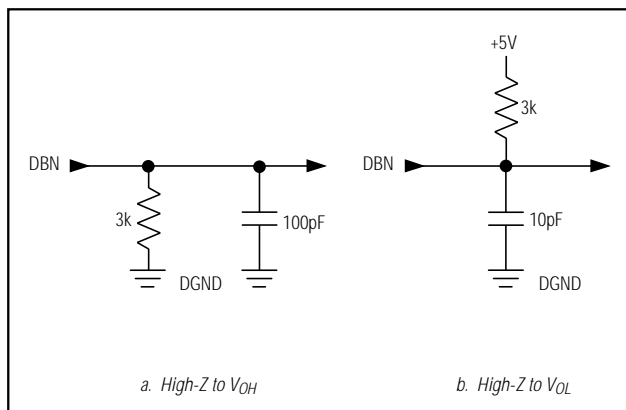 +5V
3k
DBN
DBN
3k
100pF
10pF
DGND
DGND
a. High-Z to VOH
b. High-Z to VOL